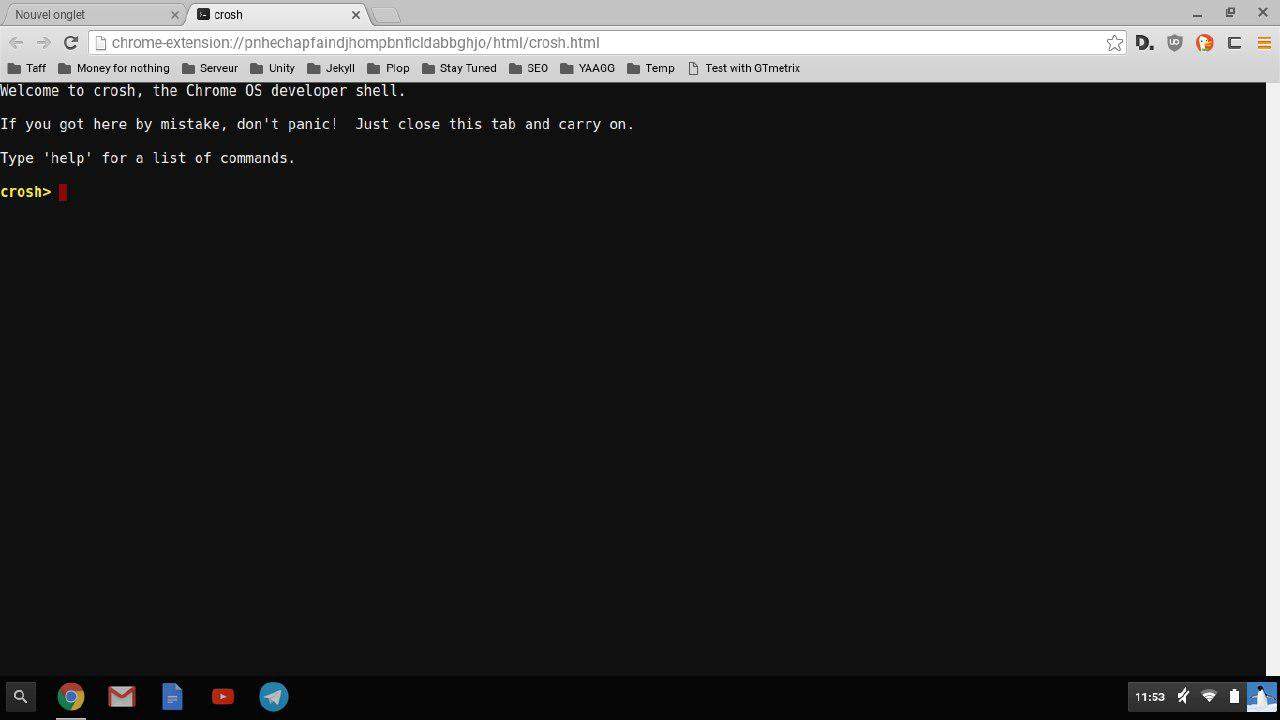 Nouvel onglet
crosh
chrome-extension://pnhechapfaindjhompbnflcldabbghjo/html/crosh.html
D.
Taff Money for nothing Serveur Unity Jekyll Plop Stay Tuned SEO YAAGG Temp Test with GTmetrix
Welcome to crosh, the Chrome OS developer shell.
If you got here by mistake, don't panic!  Just close this tab and carry on.
Type 'help' for a list of commands.
crosh>
11:53